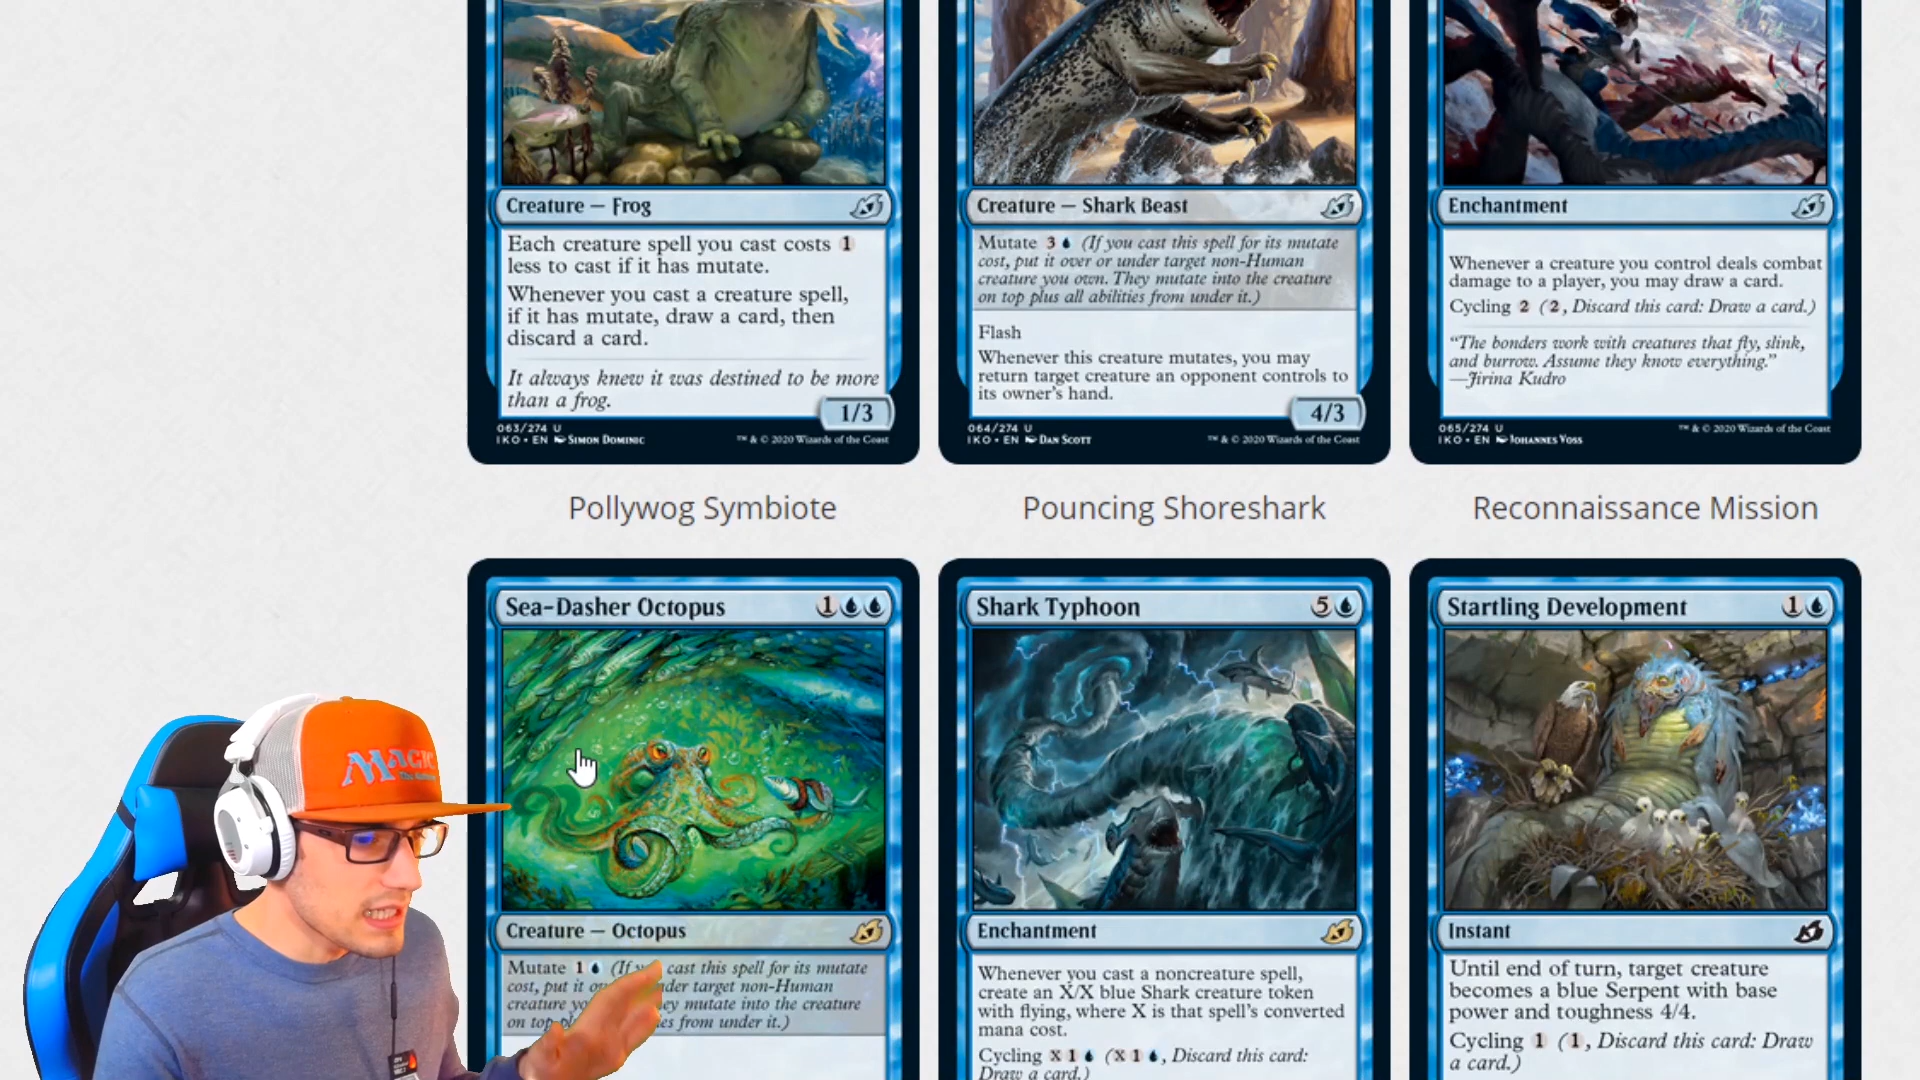 Creature — Frog
Each creature spell you cast costs 1
less to cast if it has mutate.
Whenever you cast a creature spell,
if it has mutate, draw a card, then
discard a card.
It always knew it was destined to be more
than a frog.
1/3
063/274 U
IKO • EN Simon Dominic
™ & © 2020 Wizards of the Coast
Creature — Shark Beast
Mutate 3 (If you cast this spell for its mutate
cost, put it over or under target non-Human
creature you own. They mutate into the creature
on top plus all abilities from under it.)
Flash
Whenever this creature mutates, you may
return target creature an opponent controls to
its owner's hand.
4/3
064/274 U
IKO • EN Dan Scott
™ & © 2020 Wizards of the Coast
Enchantment
Whenever a creature you control deals combat
damage to a player, you may draw a card.
Cycling 2 (2, Discard this card: Draw a card.)
"The bonders work with creatures that fly, slink,
and burrow. Assume they know everything."
—Jirina Kudro
065/274 U
IKO • EN Johannes Voss
™ & © 2020 Wizards of the Coast
Pollywog Symbiote
Pouncing Shoreshark
Reconnaissance Mission
Sea-Dasher Octopus 1
Creature — Octopus
Mutate 1 (If cast this spell for its mutate
cost, put it under target non-Human
creature They mutate into the creature
on top from under it.)
Shark Typhoon 5
Enchantment
Whenever you cast a noncreature spell,
create an X/X blue Shark creature token
with flying, where X is that spell's converted
mana cost.
Cycling X 1 (X 1, Discard this card:
Draw a card.)
Startling Development 1
Instant
Until end of turn, target creature
becomes a blue Serpent with base
power and toughness 4/4.
Cycling 1 (1, Discard this card: Draw
a card.)
MAGIC